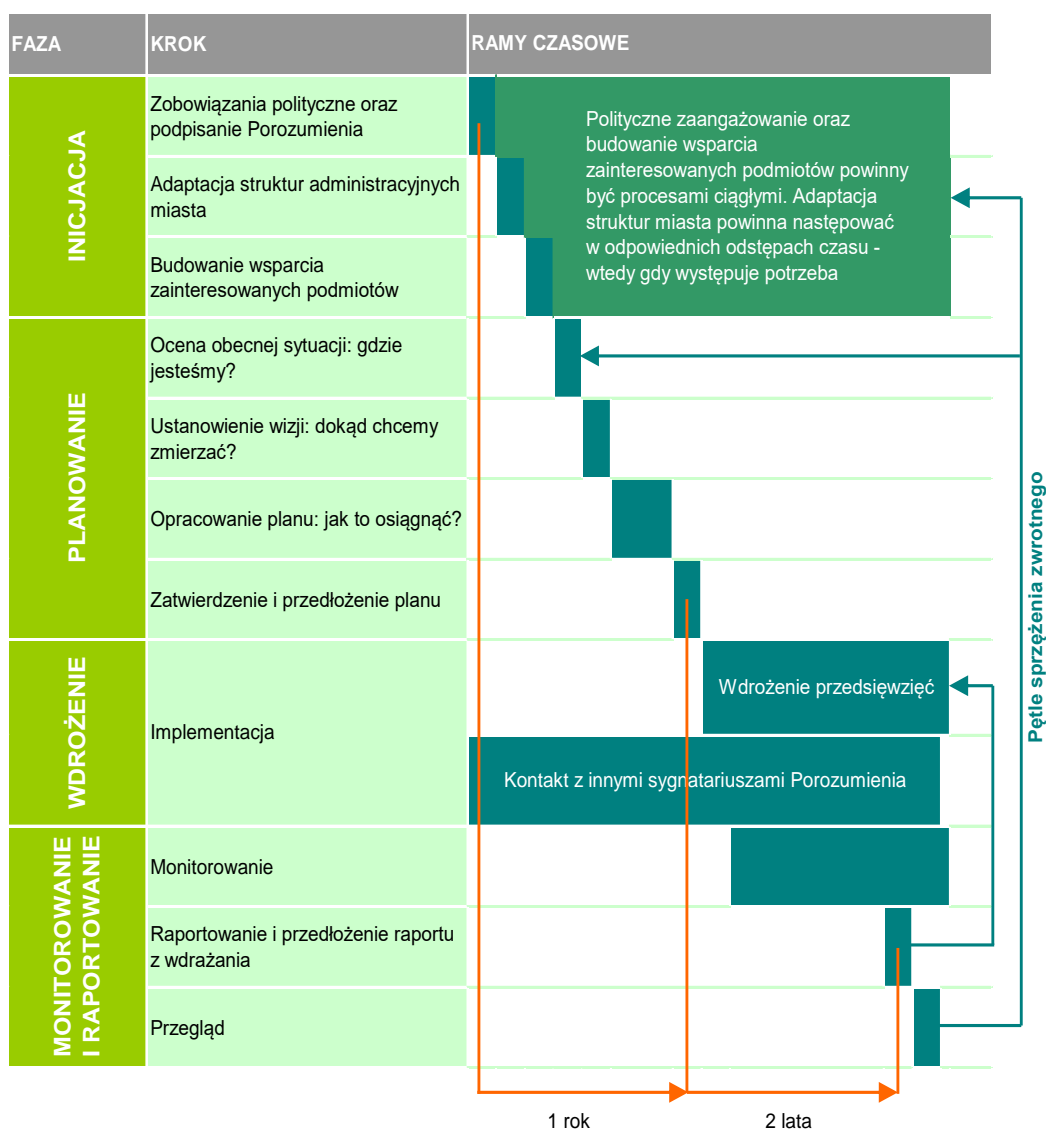 FAZA KROK RAMY CZASOWE
INICJACJA
Zobowiązania polityczne oraz
podpisanie Porozumienia
Adaptacja struktur administracyjnych
miasta
Budowanie wsparcia
zainteresowanych podmiotów
Polityczne zaangażowanie oraz
budowanie wsparcia
zainteresowanych podmiotów powinny
być procesami ciągłymi. Adaptacja
struktur miasta powinna następować
w odpowiednich odstępach czasu -
wtedy gdy występuje potrzeba
PLANOWANIE
Ocena obecnej sytuacji: gdzie
jesteśmy?
Ustanowienie wizji: dokąd chcemy
zmierzać?
Opracowanie planu: jak to osiągnąć?
Zatwierdzenie i przedłożenie planu
WDROŻENIE
Implementacja
Wdrożenie przedsięwzięć
Kontakt z innymi sygnatariuszami Porozumienia
MONITOROWANIE
I RAPORTOWANIE
Monitorowanie
Raportowanie i przedłożenie raportu
z wdrażania
Przegląd
Pętle sprzężenia zwrotnego
1 rok
2 lata